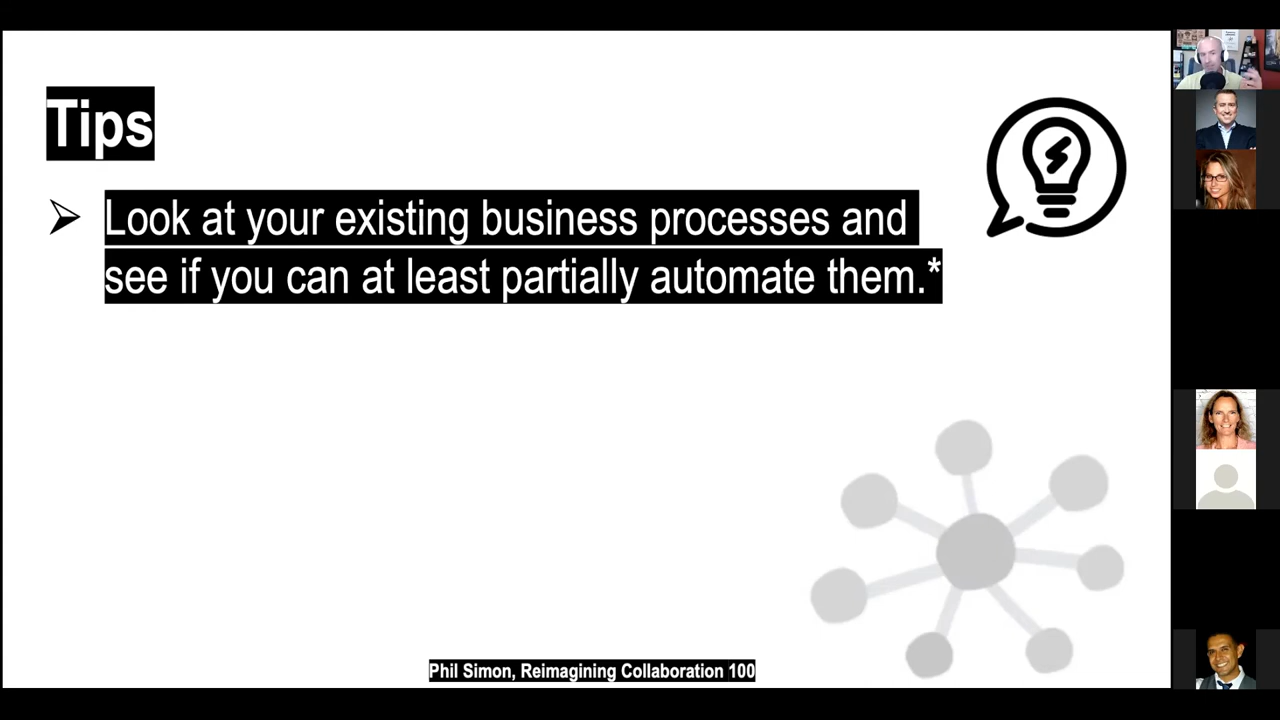 Tips
➢ Look at your existing business processes and
see if you can at least partially automate them.*
Phil Simon, Reimagining Collaboration 100